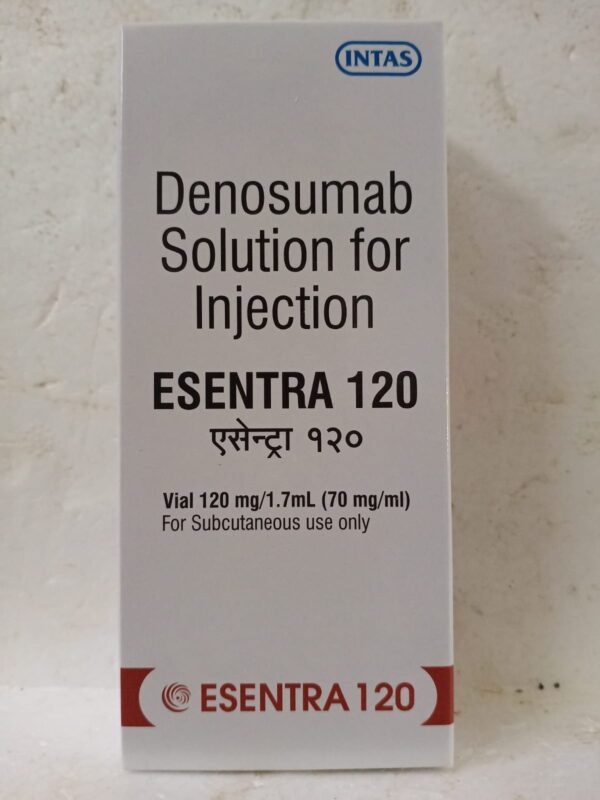 INTAS
Denosumab
Solution for
Injection
ESENTRA 120
एसेन्ट्रा १२०
Vial 120 mg/1.7mL (70 mg/ml)
For Subcutaneous use only
ESENTRA 120